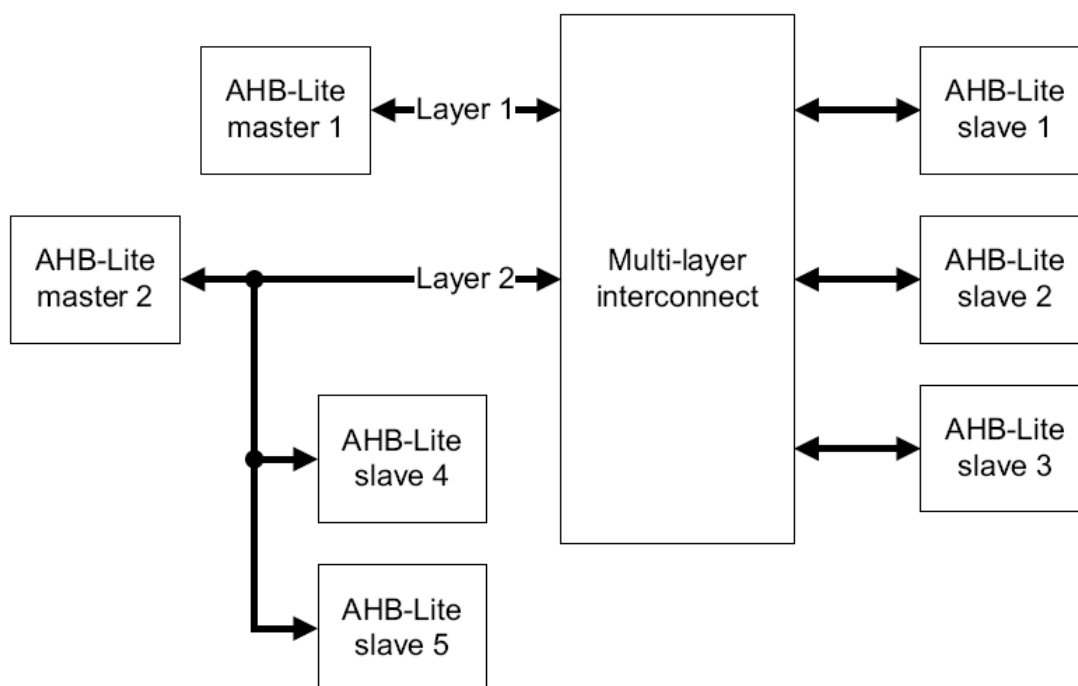 AHB-Lite
master 1
Layer 1
AHB-Lite
slave 1
AHB-Lite
master 2
Layer 2
Multi-layer
interconnect
AHB-Lite
slave 2
AHB-Lite
slave 4
AHB-Lite
slave 3
AHB-Lite
slave 5